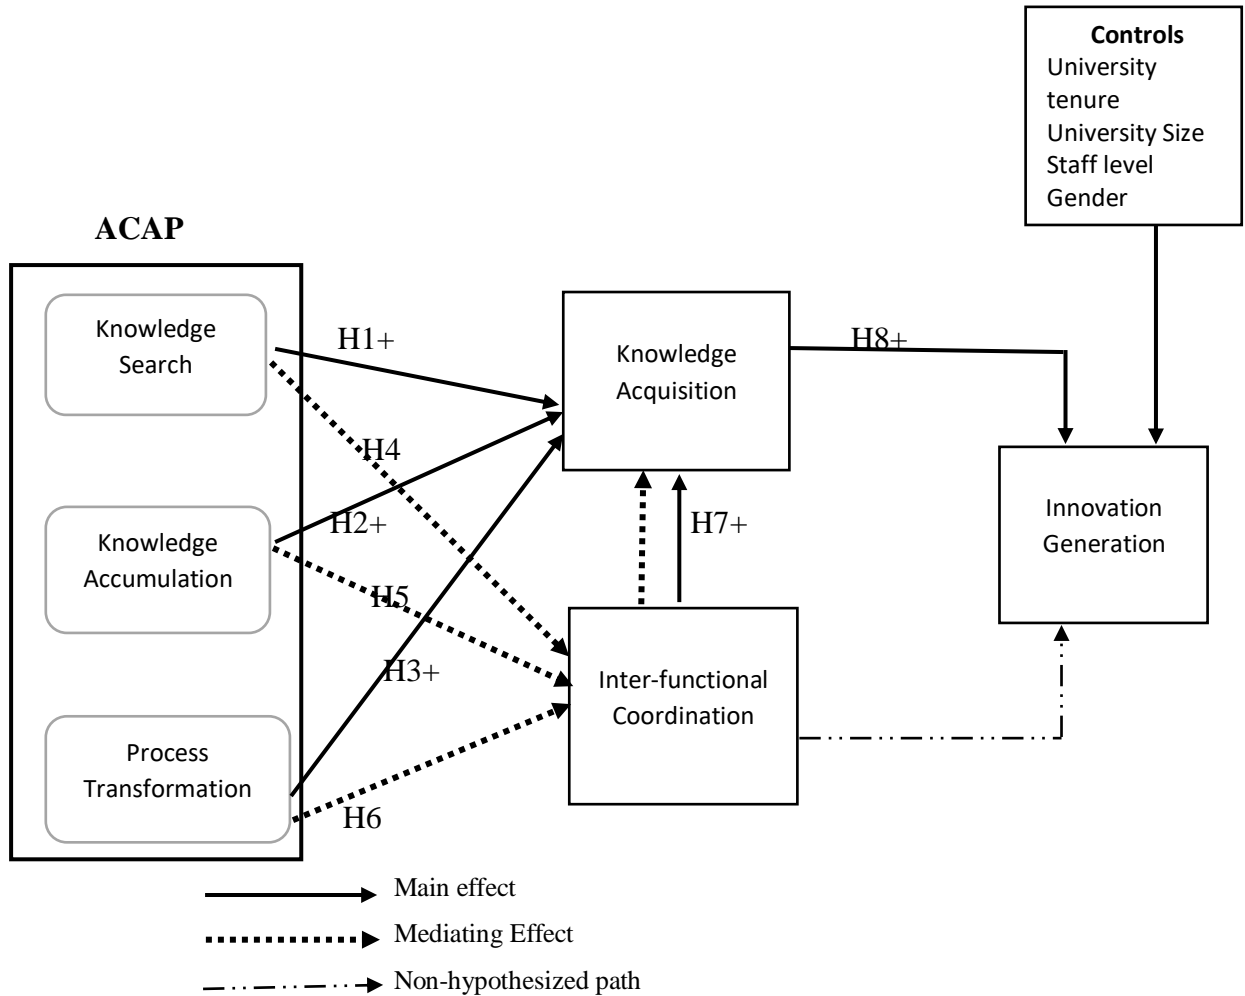 Controls
University
tenure
University Size
Staff level
Gender
ACAP
Knowledge
Search
H1+
Knowledge
Acquisition
H8+
H4
H2+
H7+
Knowledge
Accumulation
H5
Innovation
Generation
H3+
Inter-functional
Coordination
Process
Transformation
H6
Main effect
Mediating Effect
Non-hypothesized path